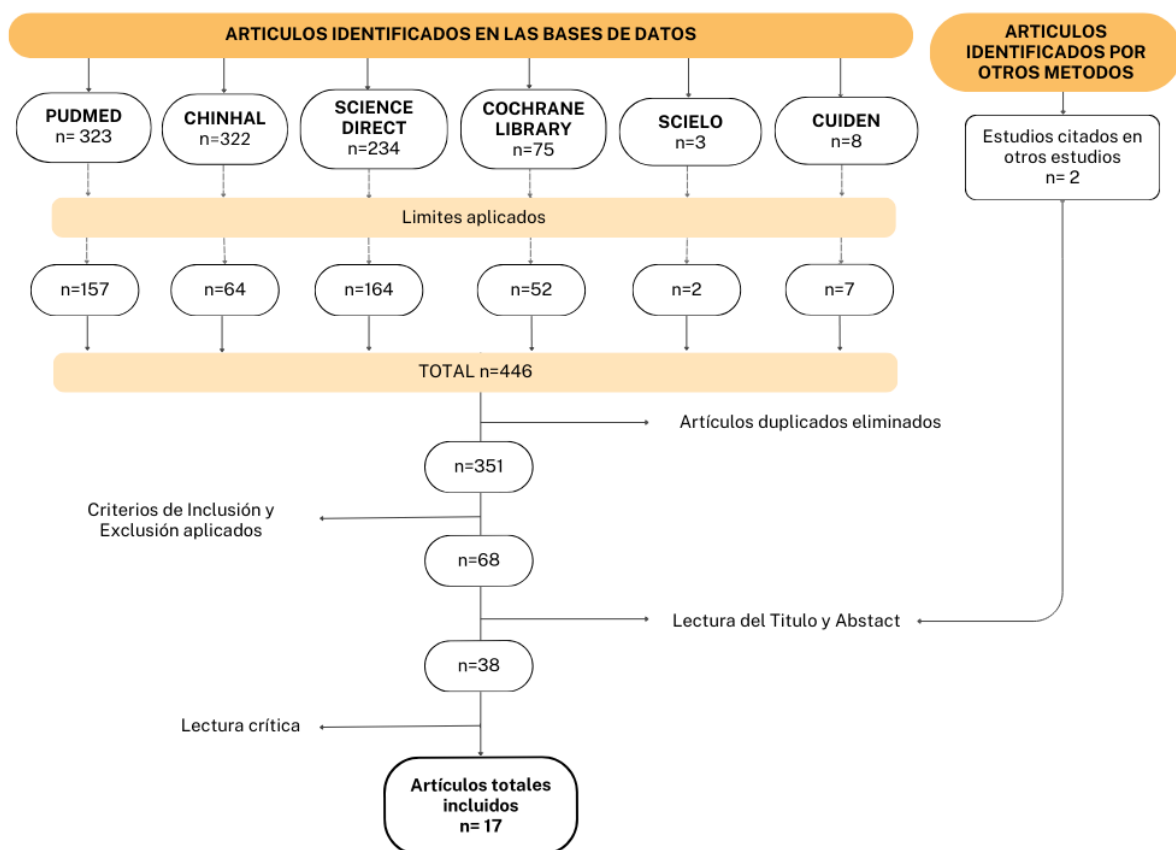 ARTICULOS IDENTIFICADOS EN LAS BASES DE DATOS
ARTICULOS
IDENTIFICADOS POR
OTROS METODOS
PUDMED
n= 323
CHINHAL
n=322
SCIENCE
DIRECT
n=234
COCHRANE
LIBRARY
n=75
SCIELO
n=3
CUIDEN
n=8
Estudios citados en
otros estudios
n= 2
Limites aplicados
n=157
n=64
n=164
n=52
n=2
n=7
TOTAL n=446
Artículos duplicados eliminados
n=351
Criterios de Inclusión y
Exclusión aplicados
n=68
Lectura del Titulo y Abstact
n=38
Lectura crítica
Artículos totales
incluidos
n= 17